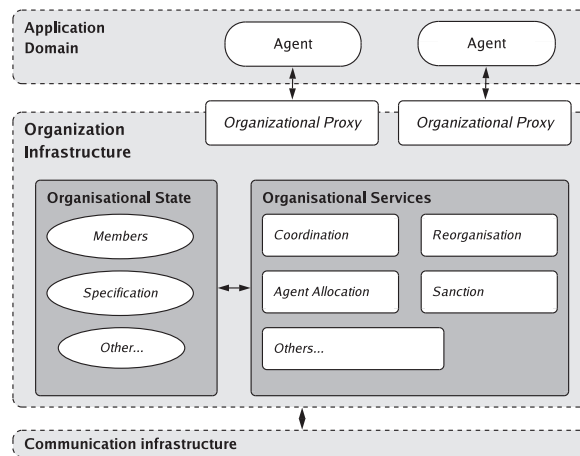 Application
Domain
Agent
Agent
Organizational Proxy
Organizational Proxy
Organization
Infrastructure
Organisational State
Members
Specification
Other...
Organisational Services
Coordination
Reorganisation
Agent Allocation
Sanction
Others...
Communication infrastructure